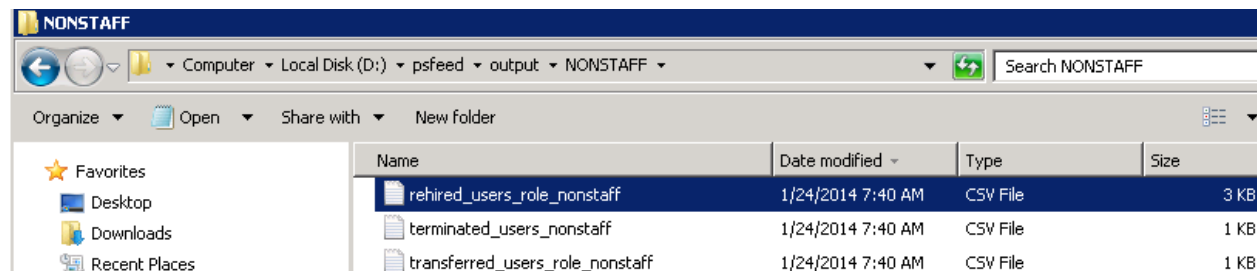 NONSTAFF
Computer Local Disk (D:) psfeed output NONSTAFF Search NONSTAFF
Organize Open Share with New folder
Favorites
Desktop
Downloads
Recent Places
Name Date modified Type Size
rehired_users_role_nonstaff 1/24/2014 7:40 AM CSV File 3 KB
terminated_users_nonstaff 1/24/2014 7:40 AM CSV File 1 KB
transferred_users_role_nonstaff 1/24/2014 7:40 AM CSV File 1 KB